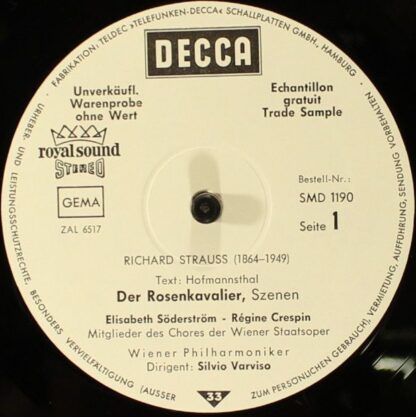 FABRIKATION: TELDEC »TELEFUNKEN-DECCA« SCHALLPLATTEN GMBH, HAMBURG
DECCA
Unverkäufl.
Warenprobe
ohne Wert
Echantillon
gratuit
Trade Sample
royal sound
STEREO
GEMA
ZAL 6517
Bestell-Nr.:
SMD 1190
Seite 1
RICHARD STRAUSS (1864-1949)
Text: Hofmannsthal
Der Rosenkavalier, Szenen
Elisabeth Söderström - Régine Crespin
Mitglieder des Chores der Wiener Staatsoper
Wiener Philharmoniker
Dirigent: Silvio Varviso
33
URHEBER- UND LEISTUNGSSCHUTZRECHTE, BESONDERS VERVIELFÄLTIGUNG (AUSSER
ZUM PERSÖNLICHEN GEBRAUCH), VERMIETUNG, AUFFÜHRUNG, SENDUNG VORBEHALTEN